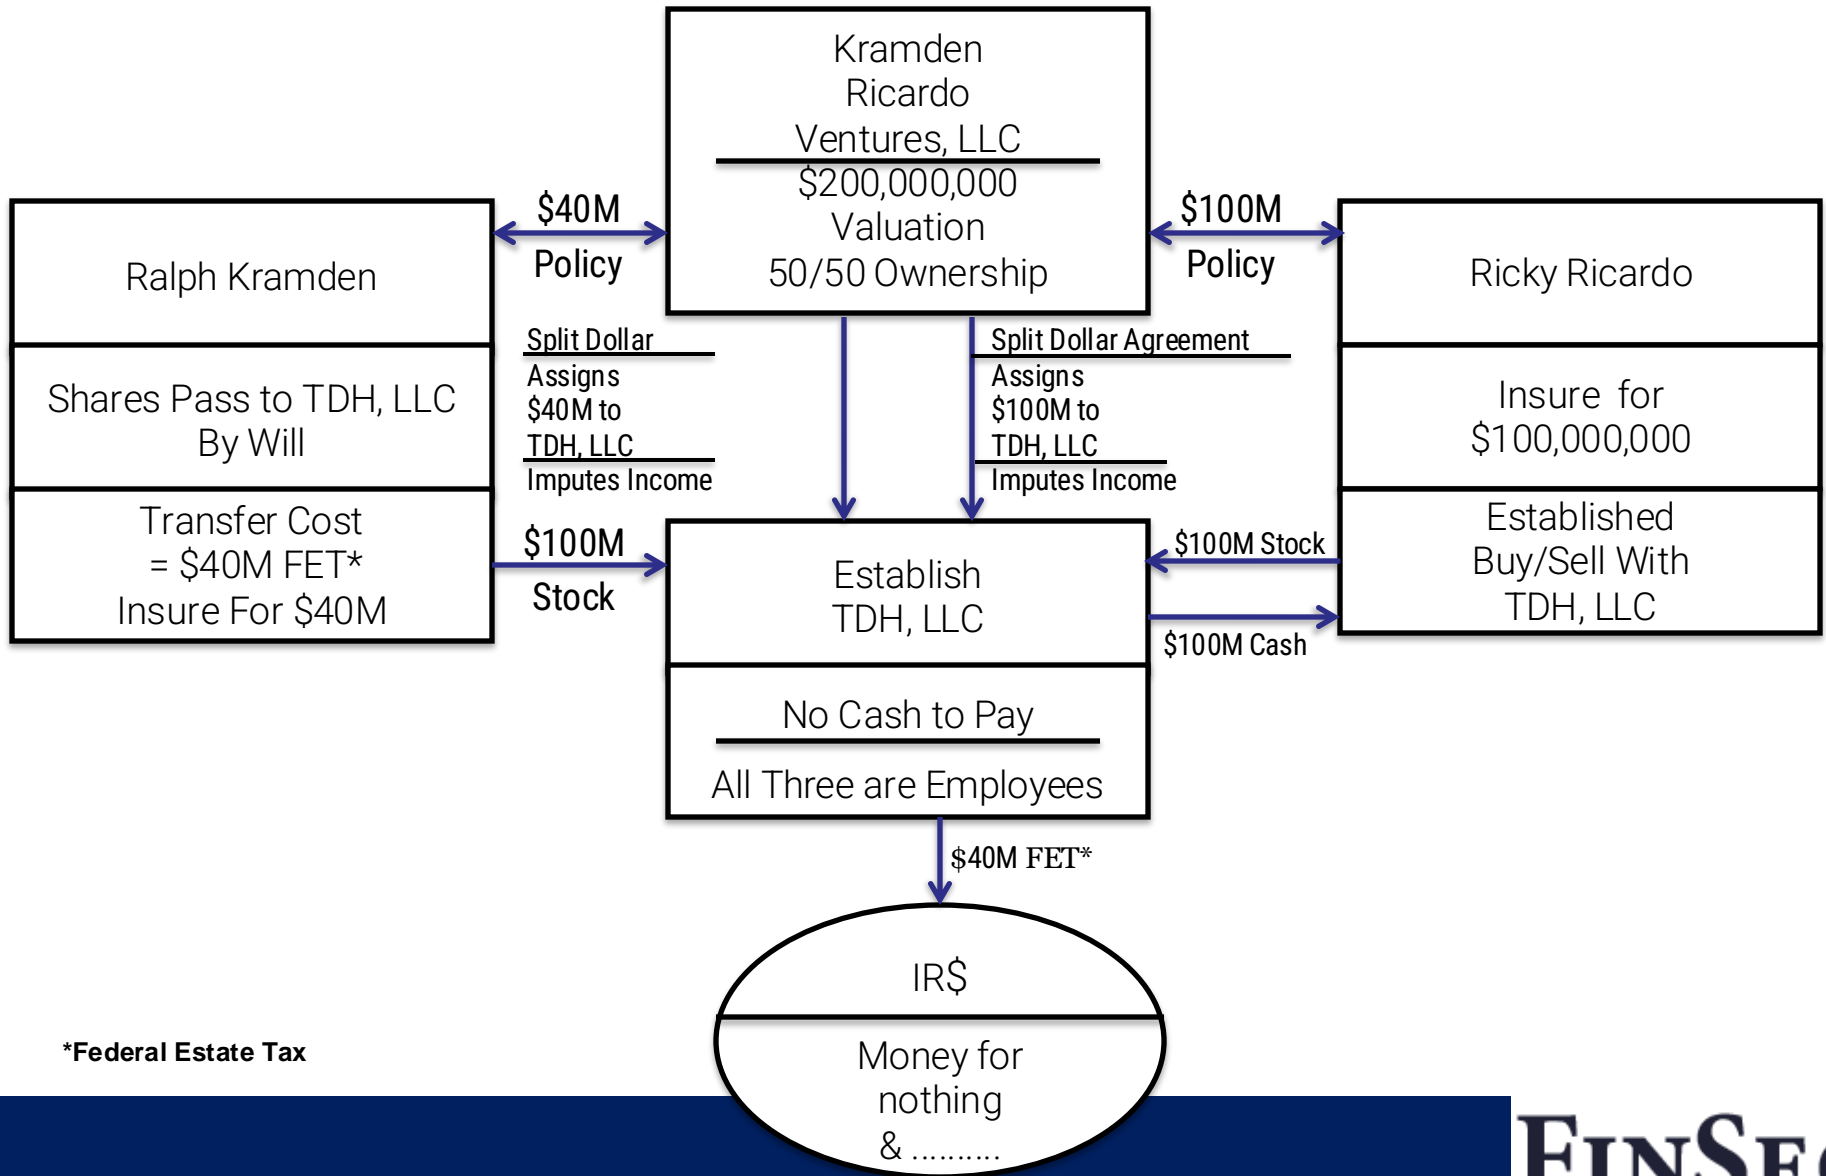 Kramden
Ricardo
Ventures, LLC
$200,000,000
Valuation
50/50 Ownership
$40M
Policy
$100M
Policy
Ralph Kramden
Shares Pass to TDH, LLC
By Will
Transfer Cost
= $40M FET*
Insure For $40M
Split Dollar
Assigns
$40M to
TDH, LLC
Imputes Income
Split Dollar Agreement
Assigns
$100M to
TDH, LLC
Imputes Income
Ricky Ricardo
Insure for
$100,000,000
Established
Buy/Sell With
TDH, LLC
$100M
Stock
$100M Stock
$100M Cash
Establish
TDH, LLC
No Cash to Pay
All Three are Employees
$40M FET*
IR$
Money for
nothing
& ..........
*Federal Estate Tax